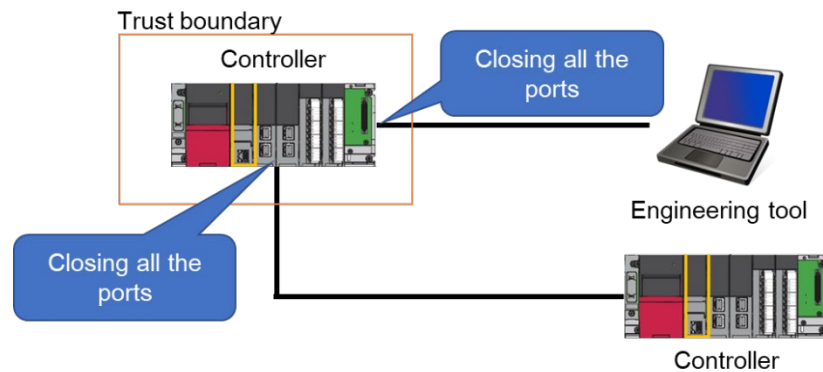 Trust boundary
Controller
Closing all the
ports
Engineering tool
Closing all the
ports
Controller